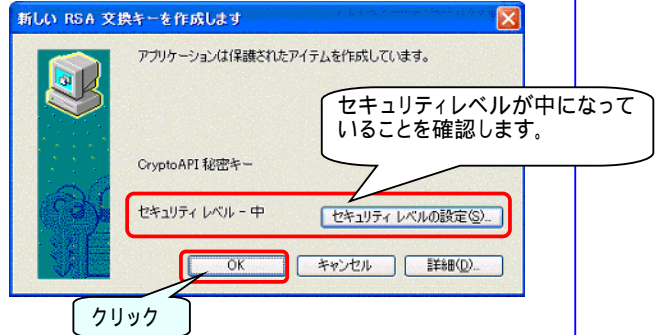 新しい RSA 交換キーを作成します
アプリケーションは保護されたアイテムを作成しています。
セキュリティレベルが中になって
いることを確認します。
CryptoAPI 秘密キー
セキュリティ レベル - 中
セキュリティ レベルの設定(S)...
OK
キャンセル
詳細(D)...
クリック